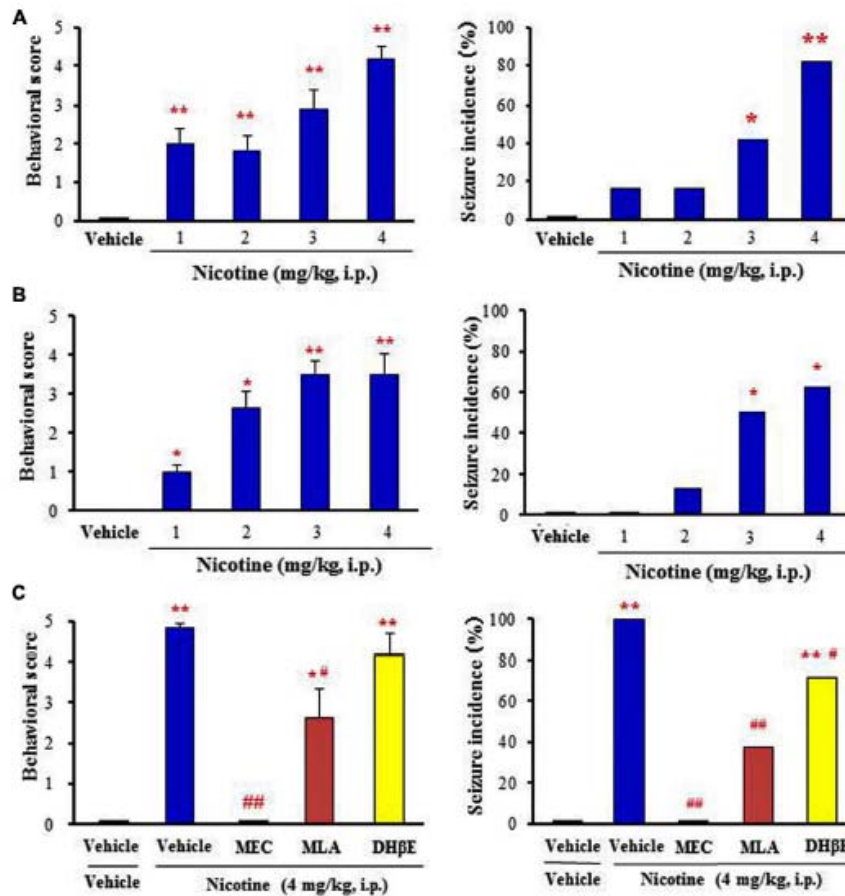 A
Behavioral score
5
4
3
2
1
0
** ** ** **
Vehicle 1 2 3 4
Nicotine (mg/kg, i.p.)
Seizure incidence (%)
100
80
60
40
20
0
* **
Vehicle 1 2 3 4
Nicotine (mg/kg, i.p.)
B
Behavioral score
5
4
3
2
1
0
* * ** **
Vehicle 1 2 3 4
Nicotine (mg/kg, i.p.)
Seizure incidence (%)
100
80
60
40
20
0
* *
Vehicle 1 2 3 4
Nicotine (mg/kg, i.p.)
C
Behavioral score
5
4
3
2
1
0
** ## *# **
Vehicle Vehicle MEC MLA DHβE
Vehicle Nicotine (4 mg/kg, i.p.)
Seizure incidence (%)
100
80
60
40
20
0
** ## ## ** #
Vehicle Vehicle MEC MLA DHβE
Vehicle Nicotine (4 mg/kg, i.p.)